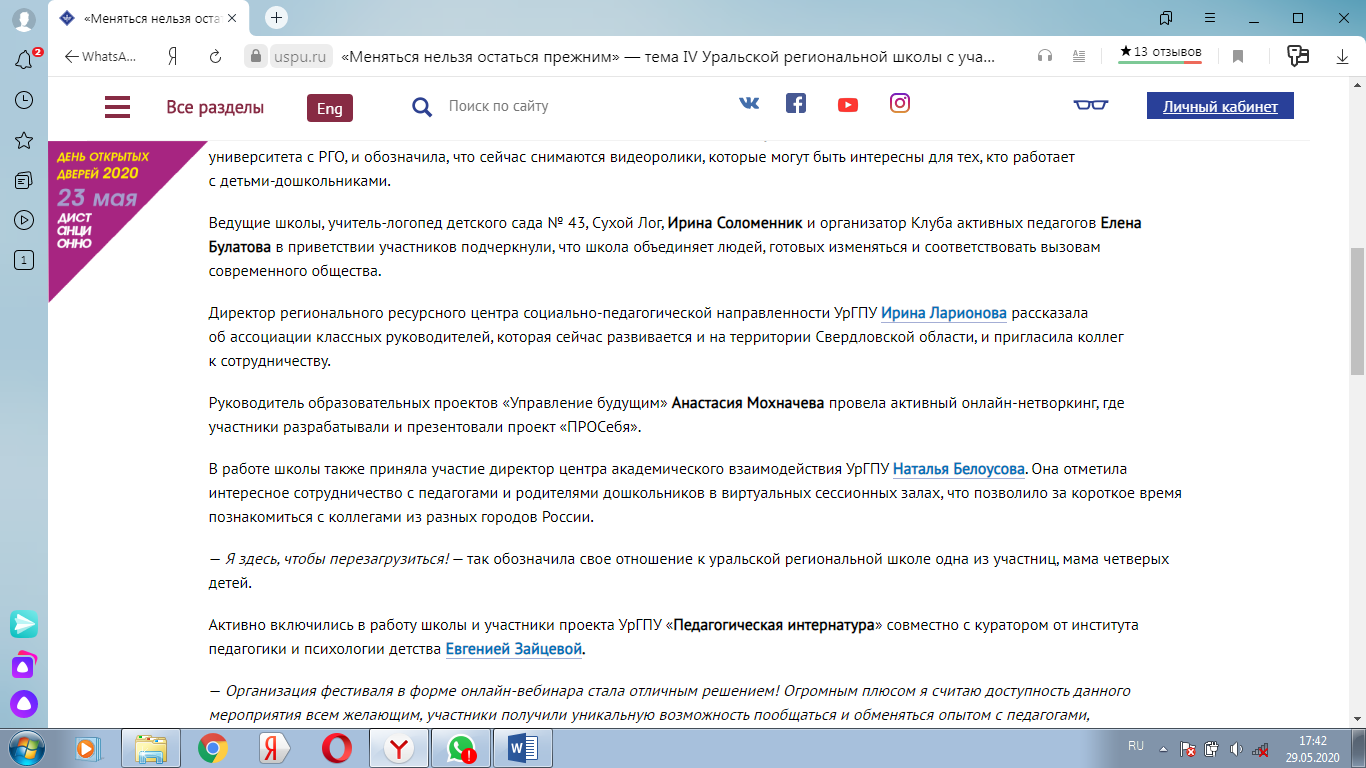 «Меняться нельзя оста
WhatsA...
Я
uspu.ru
«Меняться нельзя остаться прежним» — тема IV Уральской региональной школы с уча...
★13 отзывов
2
Все разделы
Eng
Поиск по сайту
Личный кабинет
ДЕНЬ ОТКРЫТЫХ
ДВЕРЕЙ 2020
23 мая
ДИСТ
АНЦИ
ОННО
1
университета с РГО, и обозначила, что сейчас снимаются видеоролики, которые могут быть интересны для тех, кто работает
с детьми-дошкольниками.
Ведущие школы, учитель-логопед детского сада № 43, Сухой Лог, Ирина Соломенник и организатор Клуба активных педагогов Елена
Булатова в приветствии участников подчеркнули, что школа объединяет людей, готовых изменяться и соответствовать вызовам
современного общества.
Директор регионального ресурсного центра социально-педагогической направленности УрГПУ Ирина Ларионова рассказала
об ассоциации классных руководителей, которая сейчас развивается и на территории Свердловской области, и пригласила коллег
к сотрудничеству.
Руководитель образовательных проектов «Управление будущим» Анастасия Мохначева провела активный онлайн-нетворкинг, где
участники разрабатывали и презентовали проект «ПРОСебя».
В работе школы также приняла участие директор центра академического взаимодействия УрГПУ Наталья Белоусова. Она отметила
интересное сотрудничество с педагогами и родителями дошкольников в виртуальных сессионных залах, что позволило за короткое время
познакомиться с коллегами из разных городов России.
— Я здесь, чтобы перезагрузиться! — так обозначила свое отношение к уральской региональной школе одна из участниц, мама четверых
детей.
Активно включились в работу школы и участники проекта УрГПУ «Педагогическая интернатура» совместно с куратором от института
педагогики и психологии детства Евгенией Зайцевой.
— Организация фестиваля в форме онлайн-вебинара стала отличным решением! Огромным плюсом я считаю доступность данного
мероприятия всем желающим, участники получили уникальную возможность пообщаться и обменяться опытом с педагогами,
RU
17:42
29.05.2020